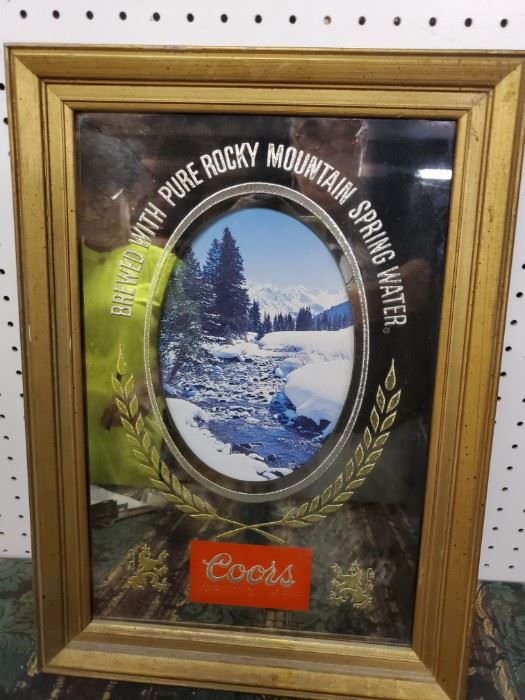 BREWED WITH PURE ROCKY MOUNTAIN SPRING WATER©
Coors